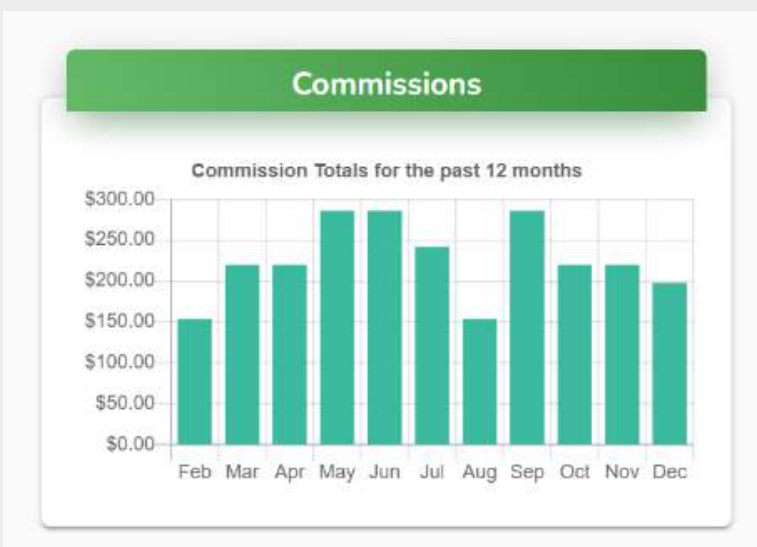 Commissions
Commission Totals for the past 12 months
$300.00
$250.00
$200.00
$150.00
$100.00
$50.00
$0.00
Feb Mar Apr May Jun Jul Aug Sep Oct Nov Dec